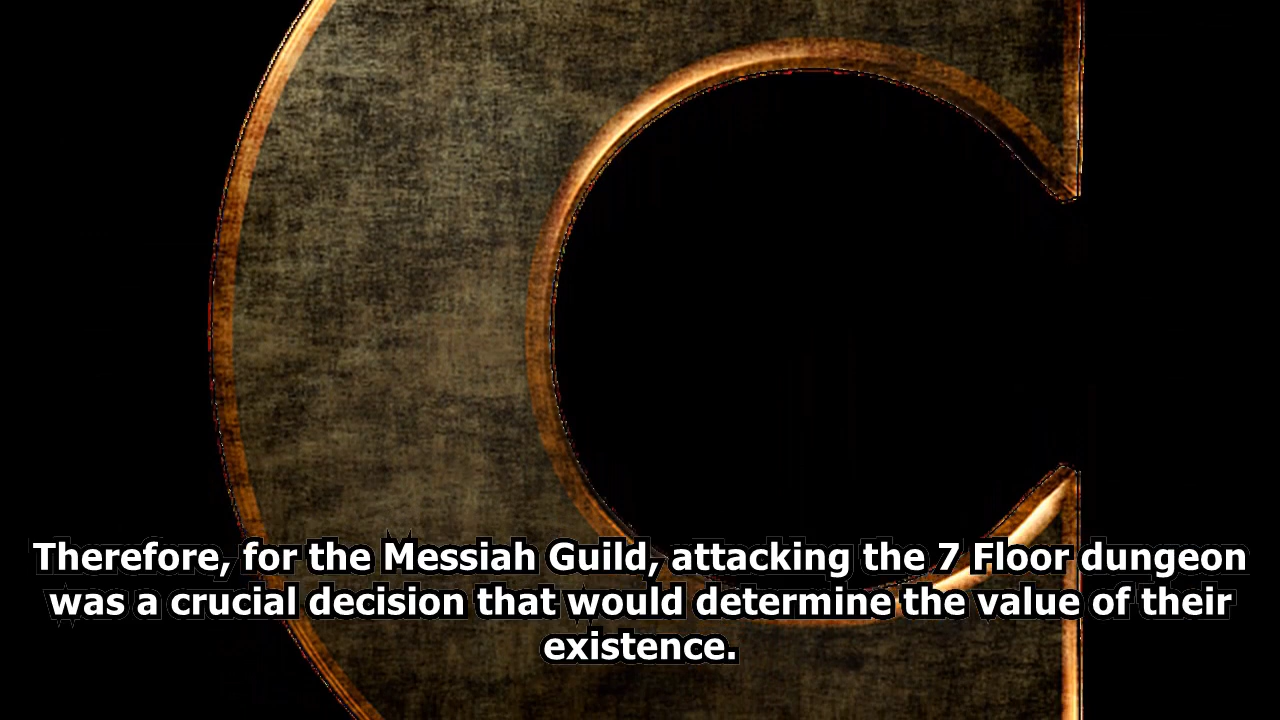 Therefore, for the Messiah Guild, attacking the 7 Floor dungeon
was a crucial decision that would determine the value of their
existence.